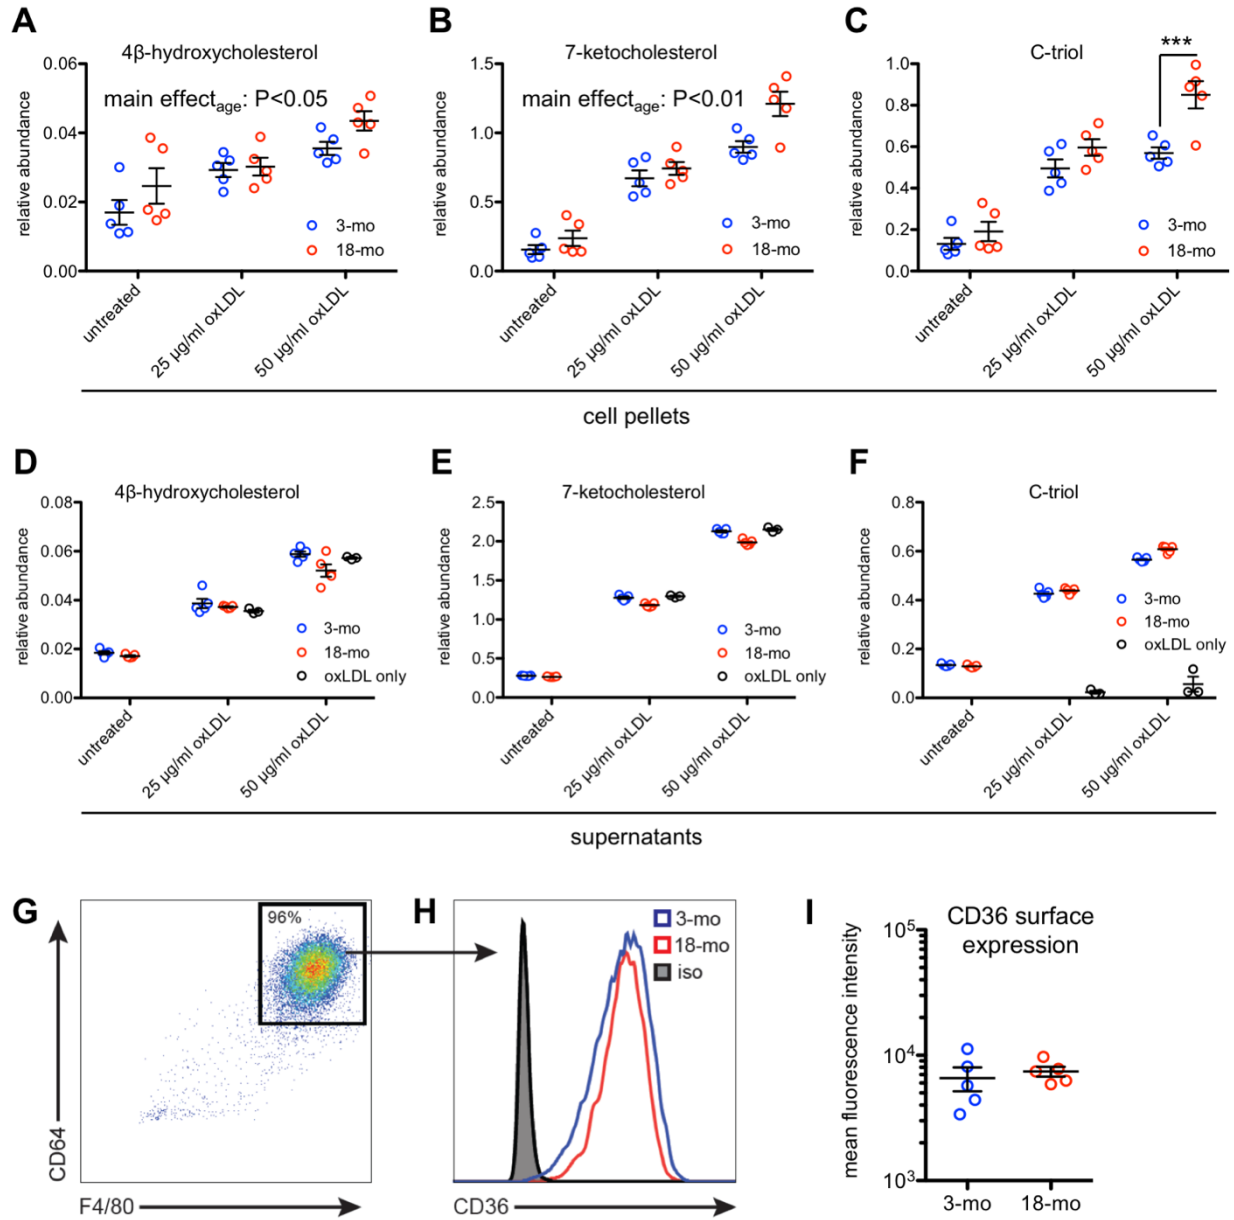 A
4β-hydroxycholesterol
main effect age: P<0.05
relative abundance
0.06
0.04
0.02
0.00
3-mo
18-mo
untreated
25 µg/ml oxLDL
50 µg/ml oxLDL
B
7-ketocholesterol
main effect age: P<0.01
relative abundance
1.5
1.0
0.5
0.0
3-mo
18-mo
untreated
25 µg/ml oxLDL
50 µg/ml oxLDL
C
C-triol
***
relative abundance
1.0
0.8
0.6
0.4
0.2
0.0
3-mo
18-mo
untreated
25 µg/ml oxLDL
50 µg/ml oxLDL
cell pellets
D
4β-hydroxycholesterol
relative abundance
0.08
0.06
0.04
0.02
0.00
3-mo
18-mo
oxLDL only
untreated
25 µg/ml oxLDL
50 µg/ml oxLDL
E
7-ketocholesterol
relative abundance
2.5
2.0
1.5
1.0
0.5
0.0
3-mo
18-mo
oxLDL only
untreated
25 µg/ml oxLDL
50 µg/ml oxLDL
F
C-triol
relative abundance
0.8
0.6
0.4
0.2
0.0
3-mo
18-mo
oxLDL only
untreated
25 µg/ml oxLDL
50 µg/ml oxLDL
supernatants
G
96%
CD64
F4/80
H
3-mo
18-mo
iso
CD36
I
CD36 surface
expression
mean fluorescence intensity
10⁵
10⁴
10³
3-mo
18-mo